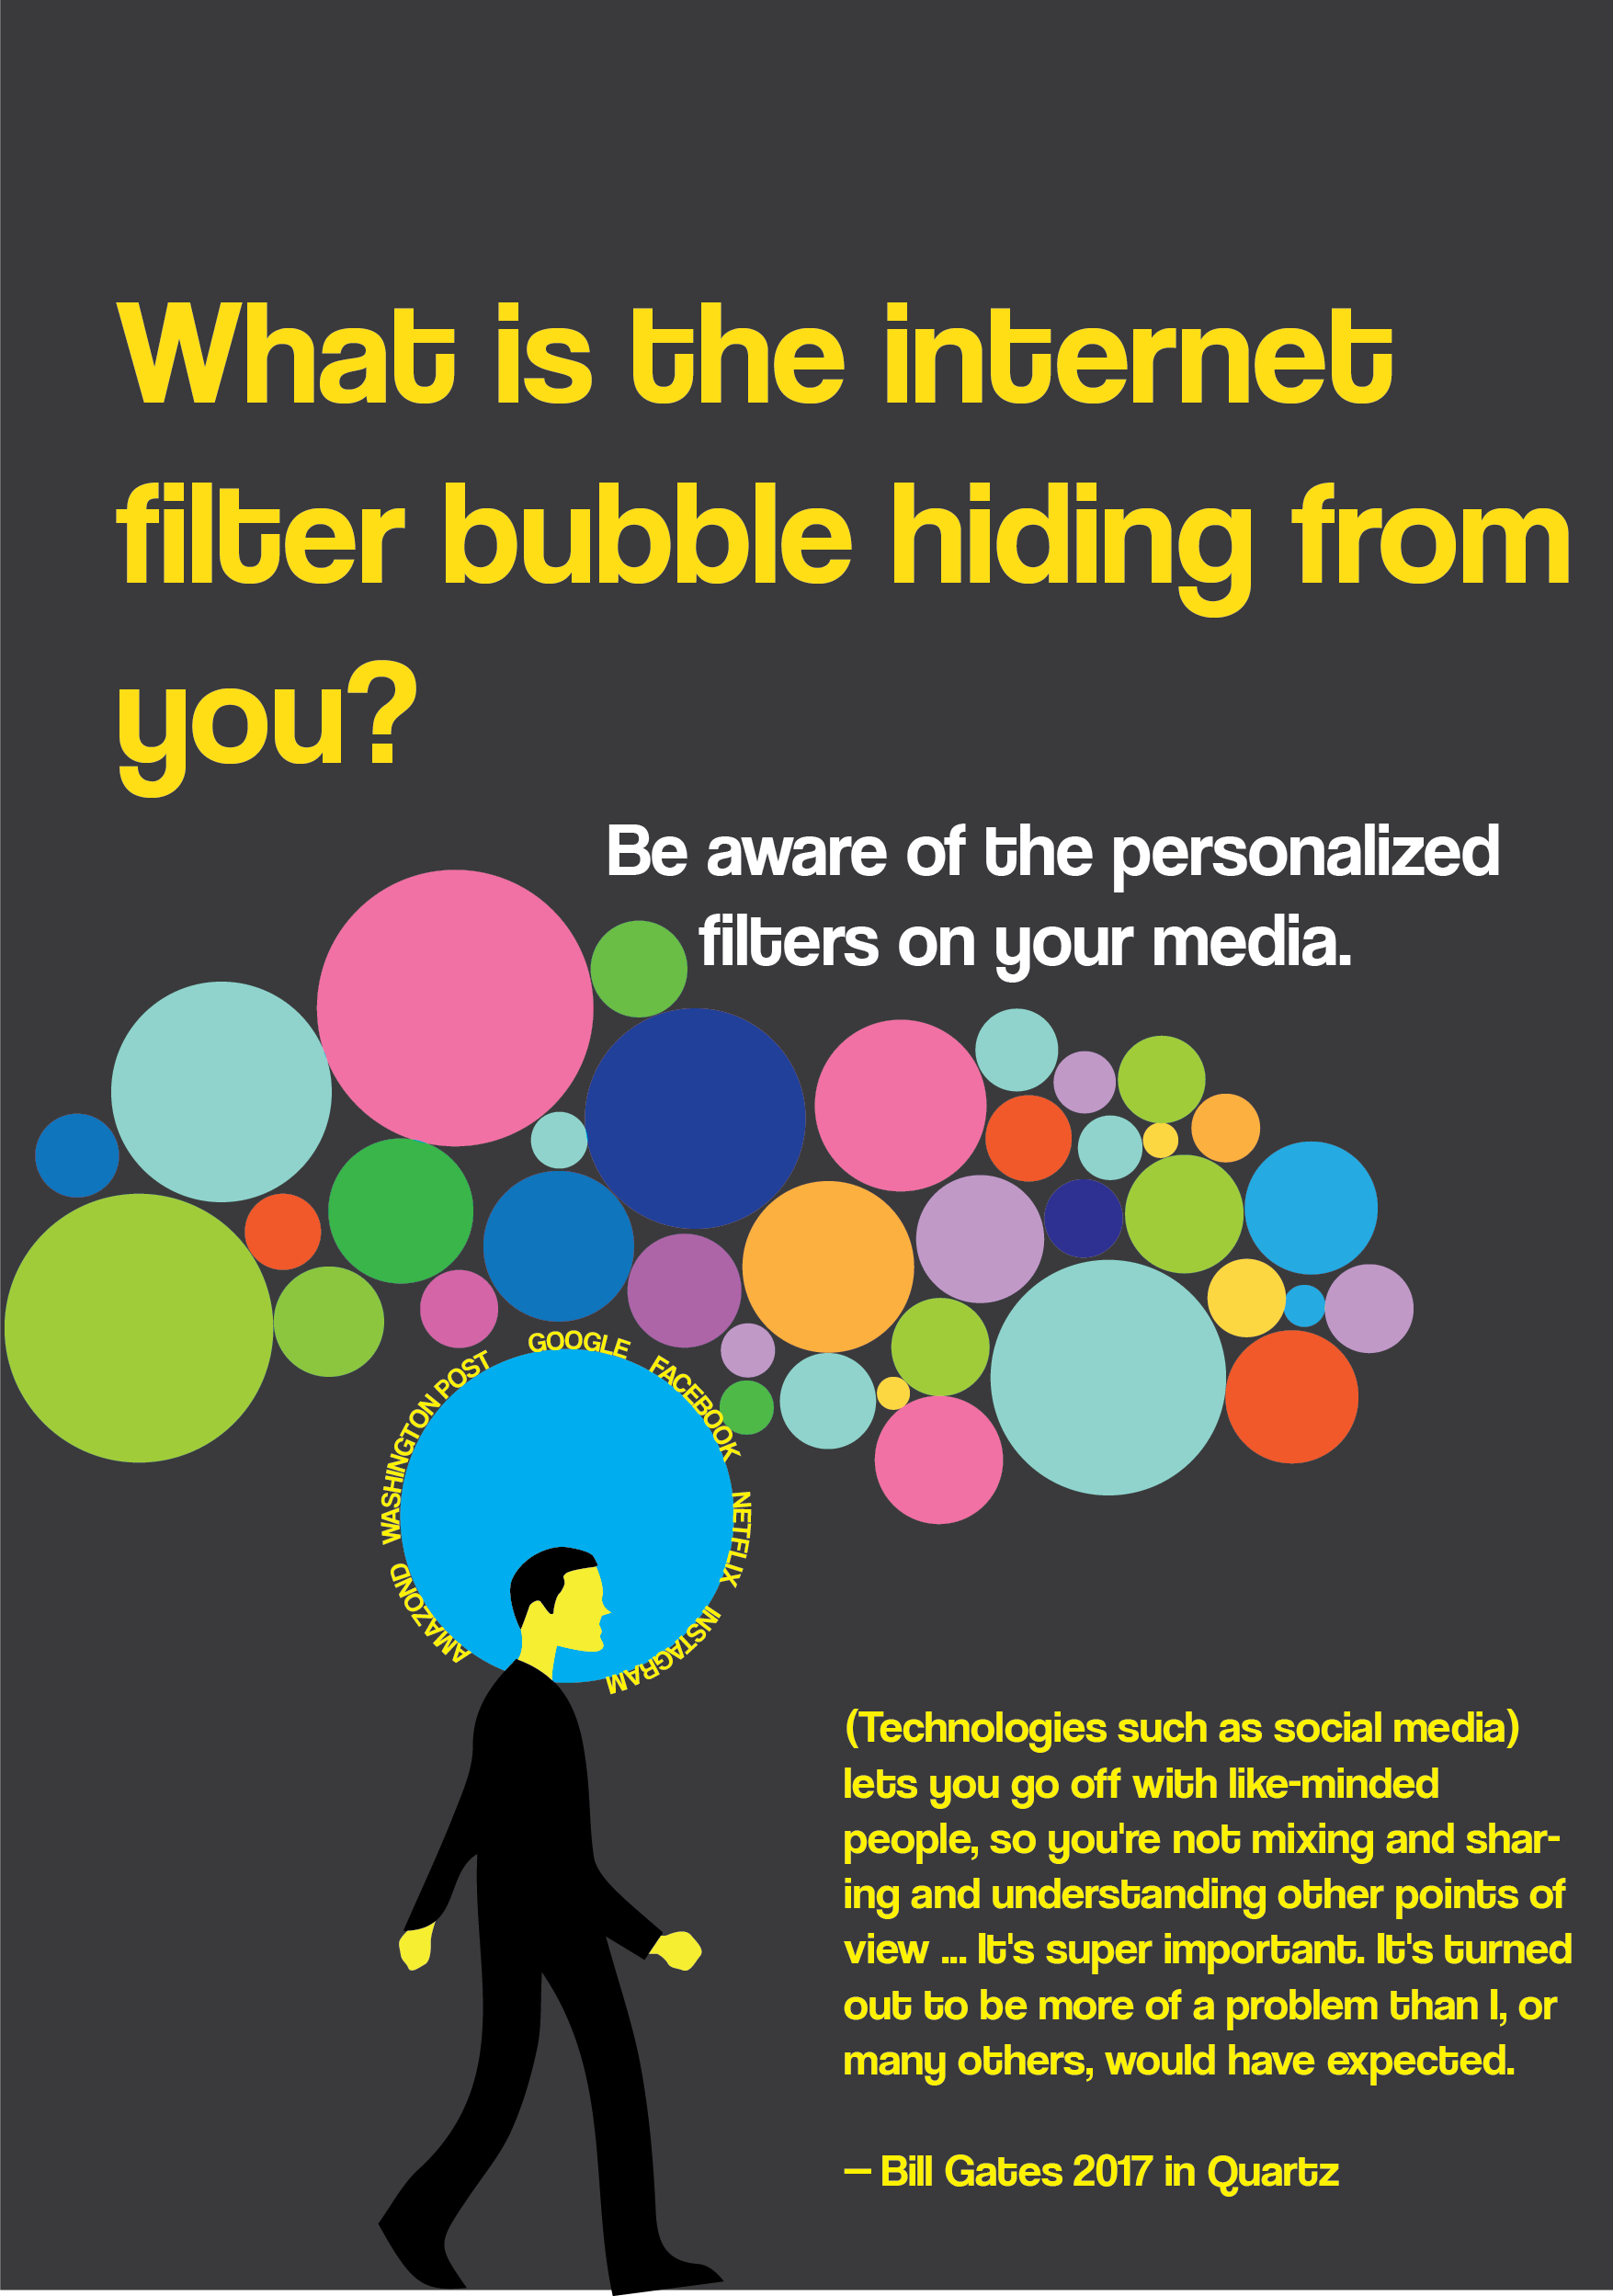 What is the internet
filter bubble hiding from
you?
Be aware of the personalized
filters on your media.
GOOGLE
FACEBOOK
NETFLIX
INSTAGRAM
AMAZOND
WASHINGTON POST
(Technologies such as social media)
lets you go off with like-minded
people, so you're not mixing and shar-
ing and understanding other points of
view ... It's super important. It's turned
out to be more of a problem than I, or
many others, would have expected.
— Bill Gates 2017 in Quartz